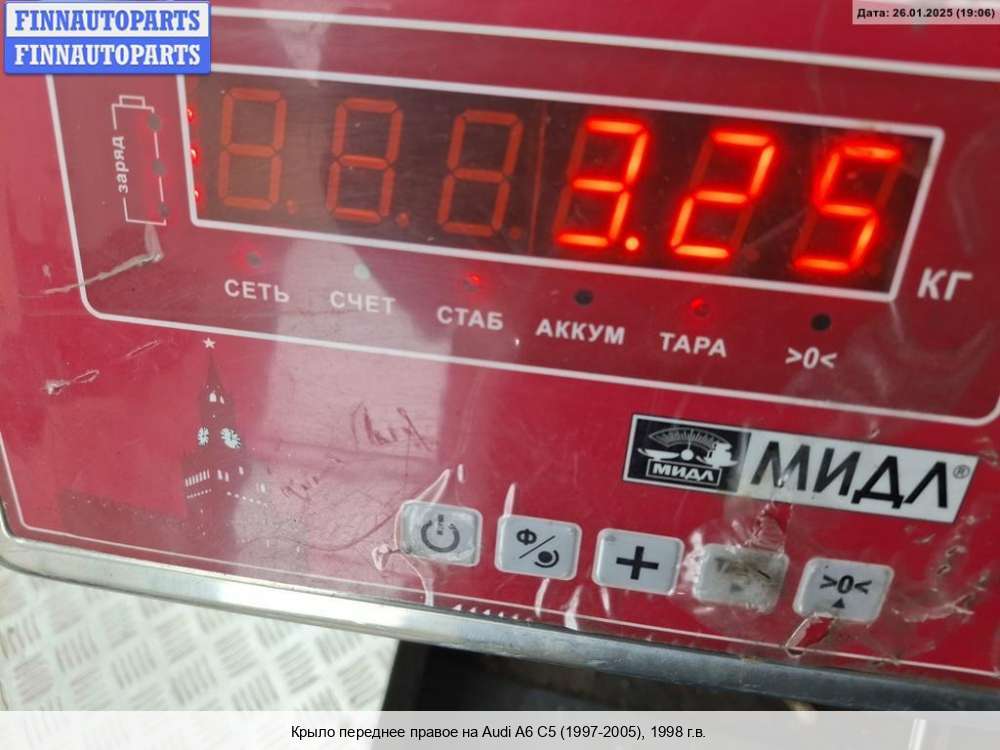 FINNAUTOPARTS
FINNAUTOPARTS
Дата: 26.01.2025 (19:06)
заряд
3.25
КГ
СЕТЬ СЧЕТ СТАБ АККУМ ТАРА >0<
МИДЛ МИДЛ®
Ф/
+
>0<
Крыло переднее правое на Audi A6 C5 (1997-2005), 1998 г.в.